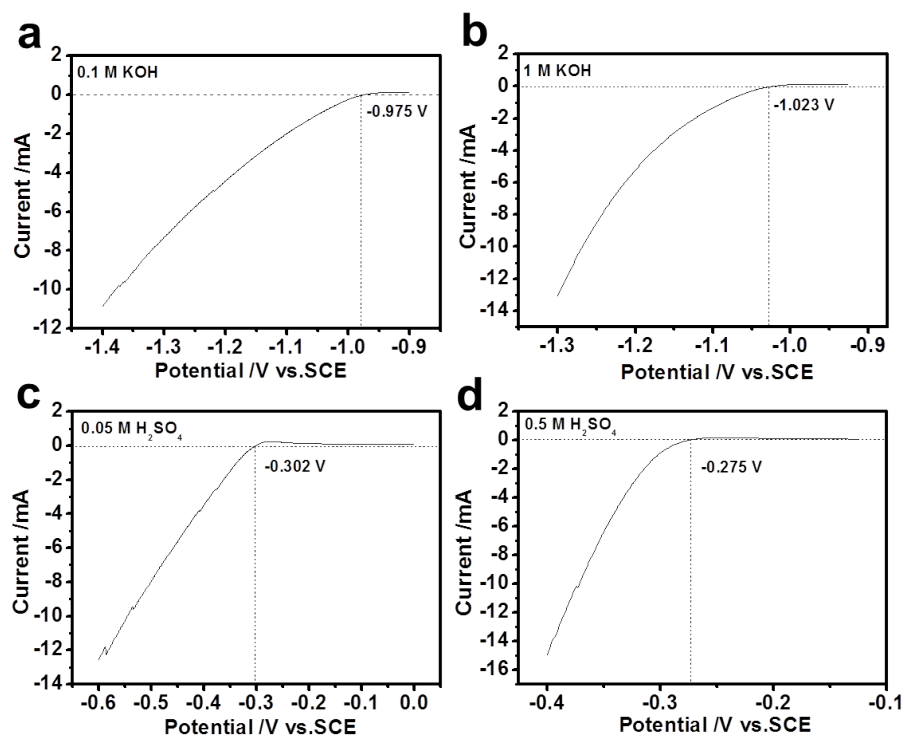 a
0.1 M KOH
-0.975 V
2
0
-2
-4
-6
-8
-10
-12
Current /mA
-1.4 -1.3 -1.2 -1.1 -1.0 -0.9
Potential /V vs.SCE
b
1 M KOH
-1.023 V
2
0
-2
-4
-6
-8
-10
-12
-14
Current /mA
-1.3 -1.2 -1.1 -1.0 -0.9
Potential /V vs.SCE
c
0.05 M H₂SO₄
-0.302 V
2
0
-2
-4
-6
-8
-10
-12
-14
Current /mA
-0.6 -0.5 -0.4 -0.3 -0.2 -0.1 0.0
Potential /V vs.SCE
d
0.5 M H₂SO₄
-0.275 V
2
0
-2
-4
-6
-8
-10
-12
-14
-16
Current /mA
-0.4 -0.3 -0.2 -0.1
Potential /V vs.SCE